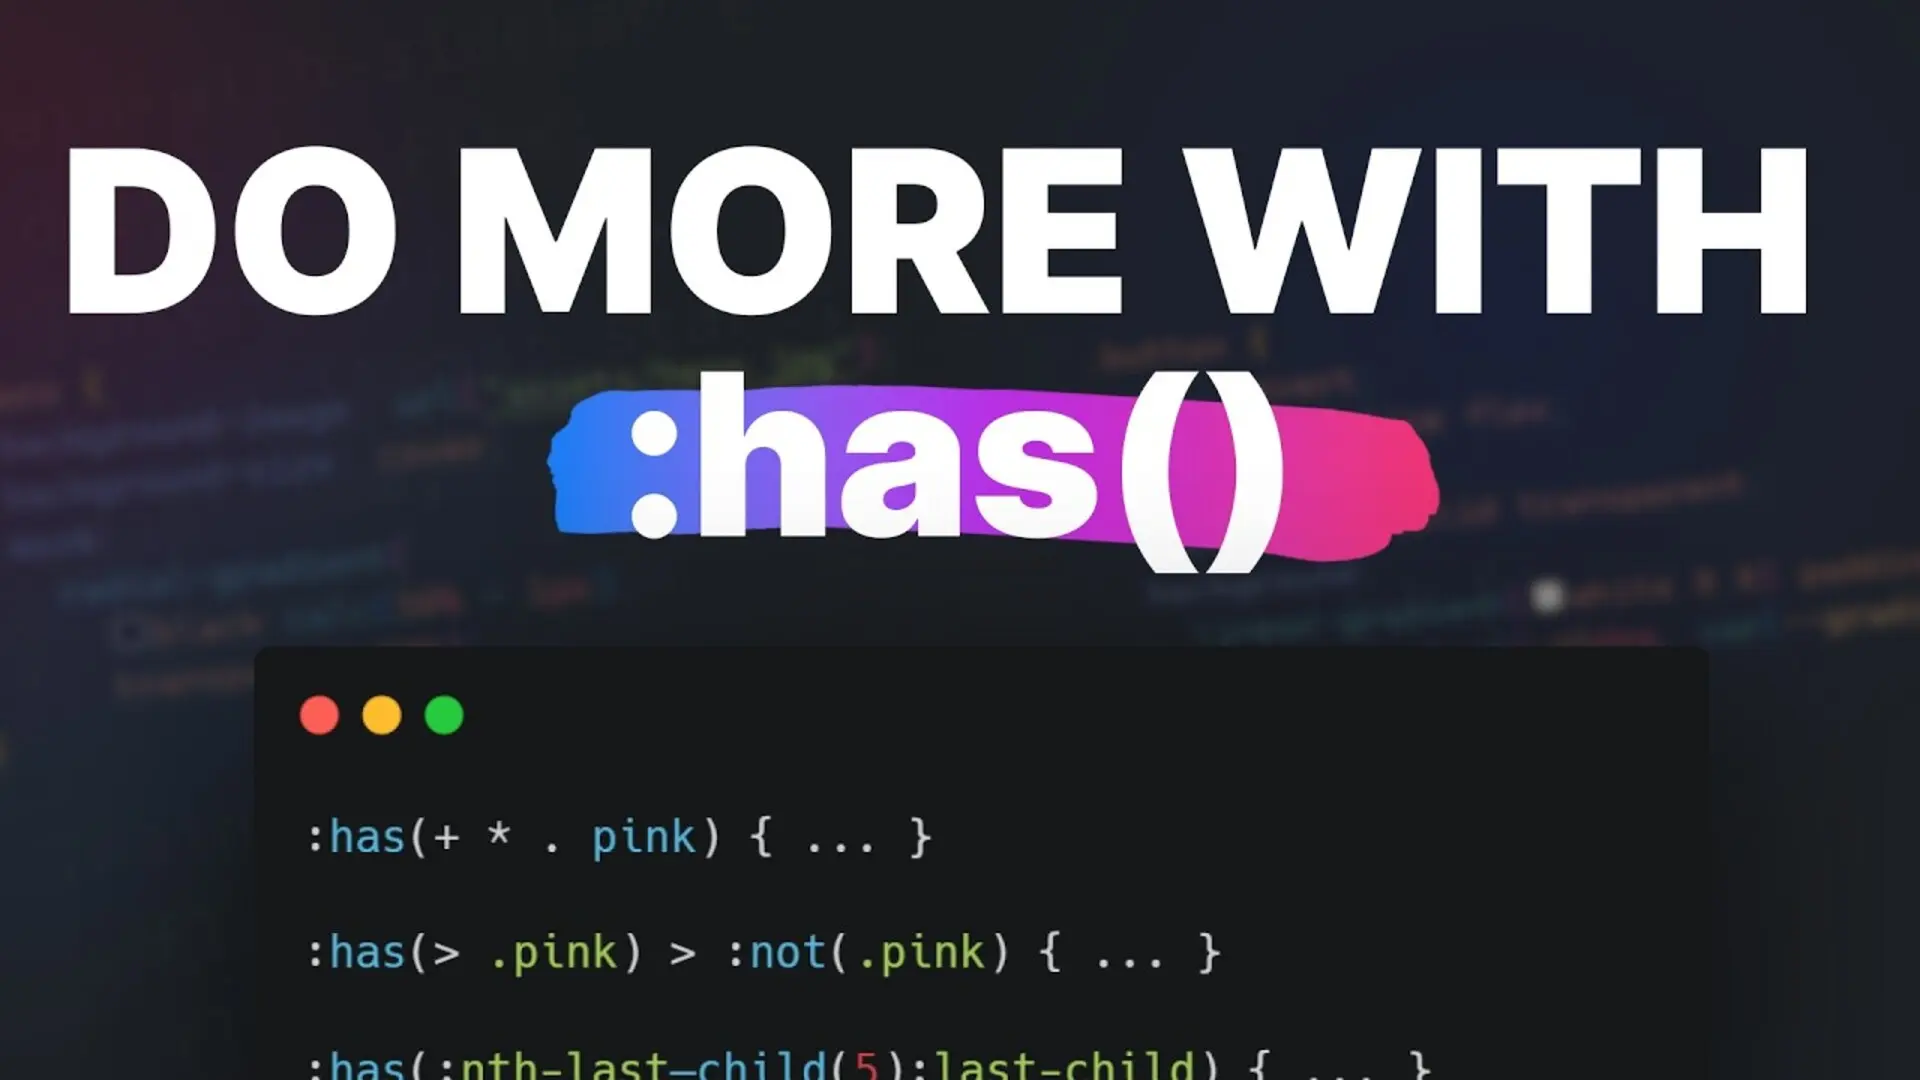 DO MORE WITH
:has()
:has(+ * . pink) { ... }
:has(> .pink) > :not(.pink) { ... }
:has(:nth-last-child(5):last-child) { ... }